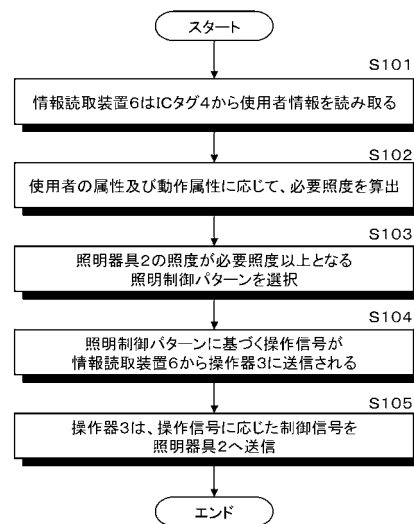 スタート
S101
情報読取装置6はICタグ4から使用者情報を読み取る
S102
使用者の属性及び動作属性に応じて、必要照度を算出
S103
照明器具2の照度が必要照度以上となる
照明制御パターンを選択
S104
照明制御パターンに基づく操作信号が
情報読取装置6から操作器3に送信される
S105
操作器3は、操作信号に応じた制御信号を
照明器具2へ送信
エンド